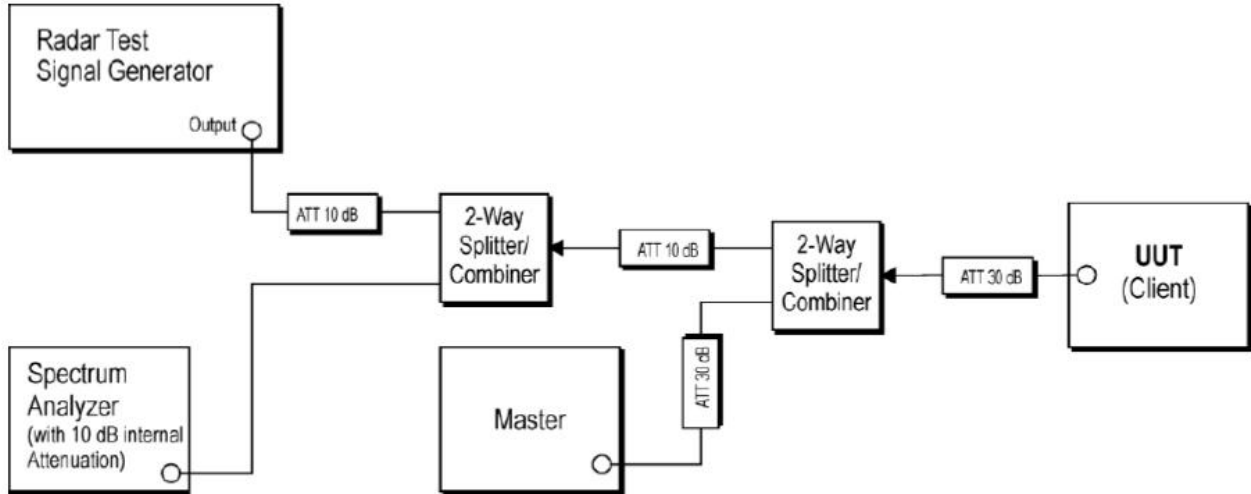 Radar Test
Signal Generator
Output
ATT 10 dB
2-Way
Splitter/
Combiner
ATT 10 dB
2-Way
Splitter/
Combiner
ATT 30 dB
UUT
(Client)
Spectrum
Analyzer
(with 10 dB internal
Attenuation)
Master
ATT 30 dB